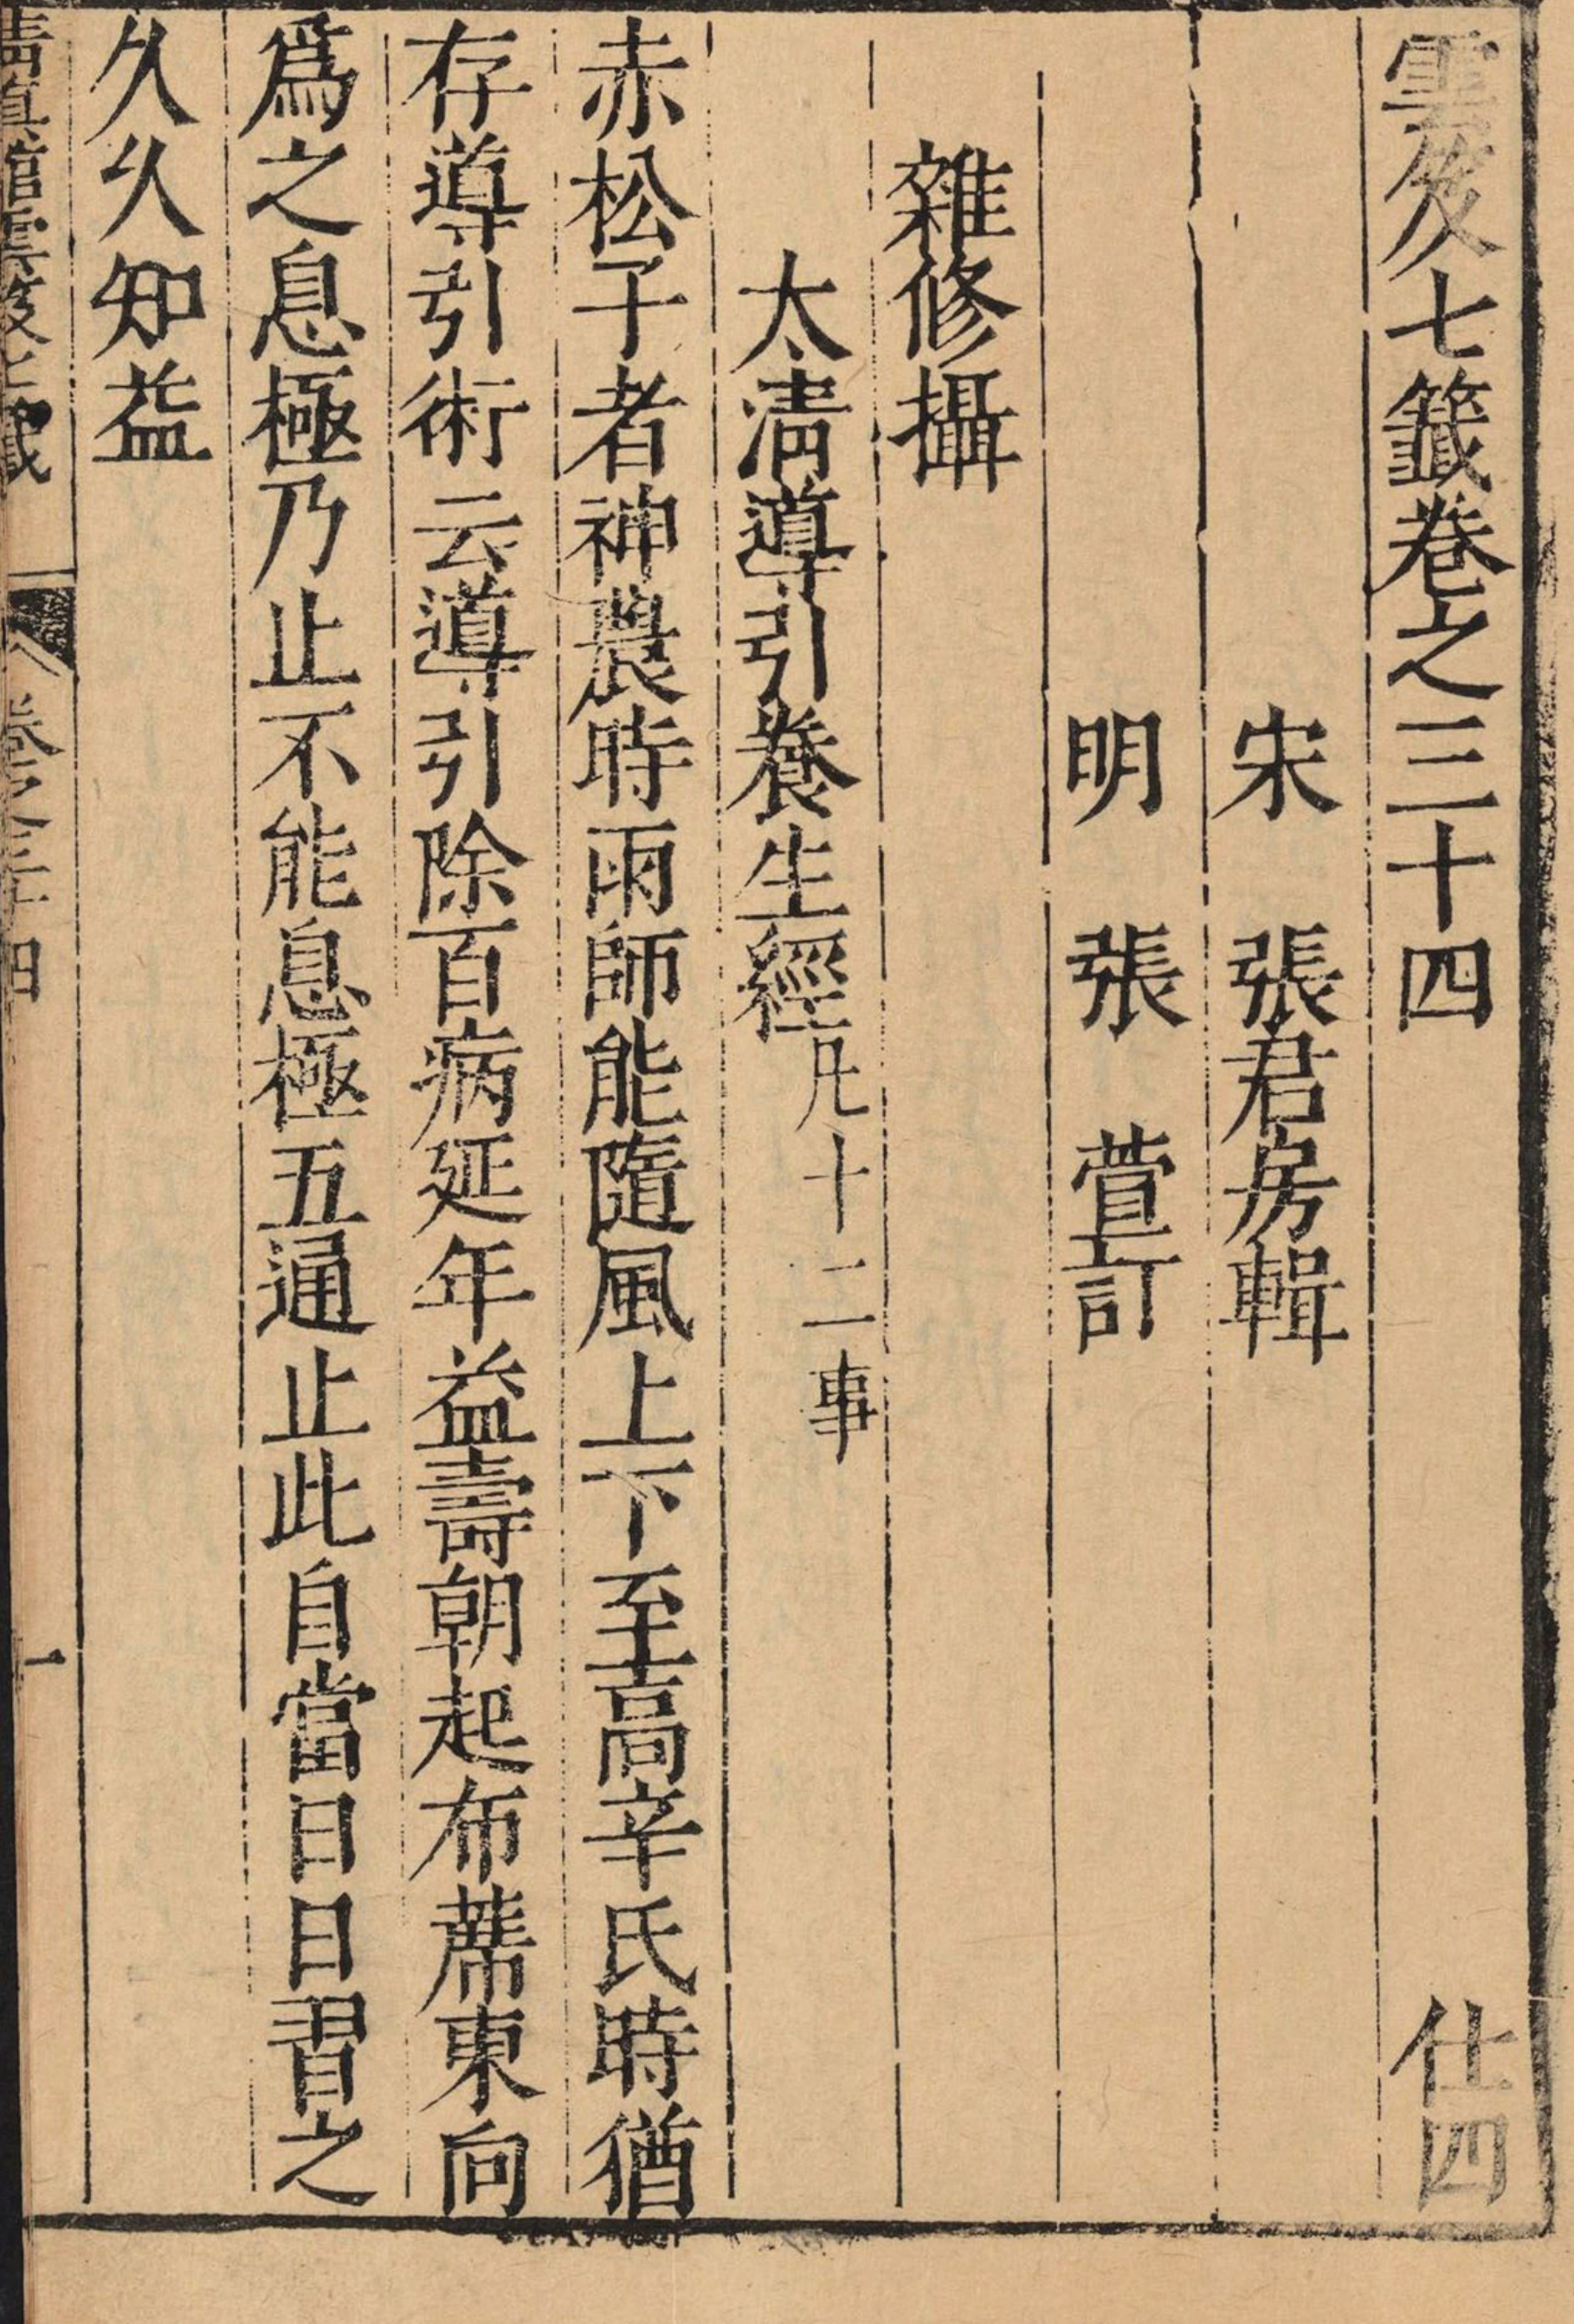 雲笈七籤卷之三十四 仕四
宋 張君房輯
明 張 萱訂
雜修攝
太淸導引養生經凡十二事
赤松子者神農時雨師能隨風上下至高辛氏時猶
存導引術云導引除百病延年益壽朝起布蓆東向
爲之息極乃止不能息極五通止此自當日日習之
久久知益
卷之三十四
一